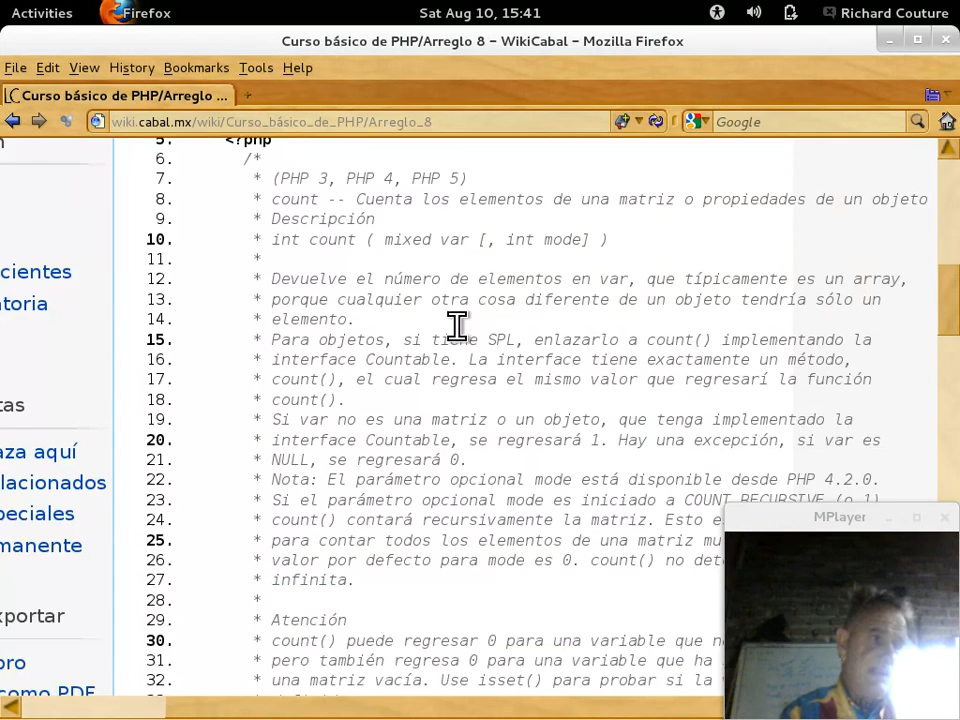 Activities
Firefox
Sat Aug 10, 15:41
Richard Couture
Curso básico de PHP/Arreglo 8 – WikiCabal – Mozilla Firefox
File Edit View History Bookmarks Tools Help
Curso básico de PHP/Arreglo ...
wiki.cabal.mx/wiki/Curso_básico_de_PHP/Arreglo_8
Google
cientes
atoria
tas
aza aquí
lacionados
peciales
manente
xportar
bro
como PDF
5. <?php
6. /*
7. * (PHP 3, PHP 4, PHP 5)
8. * count -- Cuenta los elementos de una matriz o propiedades de un objeto
9. * Descripción
10. * int count ( mixed var [, int mode] )
11. *
12. * Devuelve el número de elementos en var, que típicamente es un array,
13. * porque cualquier otra cosa diferente de un objeto tendría sólo un
14. * elemento.
15. * Para objetos, si tiene SPL, enlazarlo a count() implementando la
16. * interface Countable. La interface tiene exactamente un método,
17. * count(), el cual regresa el mismo valor que regresarí la función
18. * count().
19. * Si var no es una matriz o un objeto, que tenga implementado la
20. * interface Countable, se regresará 1. Hay una excepción, si var es
21. * NULL, se regresará 0.
22. * Nota: El parámetro opcional mode está disponible desde PHP 4.2.0.
23. * Si el parámetro opcional mode es iniciado a COUNT_RECURSIVE (o 1)
24. * count() contará recursivamente la matriz. Esto e
25. * para contar todos los elementos de una matriz mu
26. * valor por defecto para mode es 0. count() no det
27. * infinita.
28. *
29. * Atención
30. * count() puede regresar 0 para una variable que n
31. * pero también regresa 0 para una variable que ha
32. * una matriz vacía. Use isset() para probar si la
MPlayer